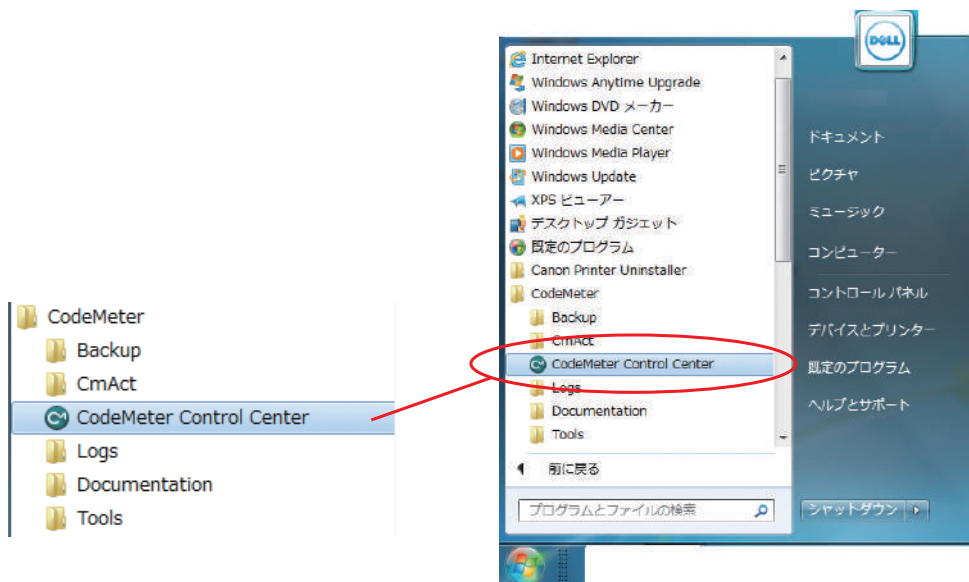 CodeMeter
Backup
CmAct
CodeMeter Control Center
Logs
Documentation
Tools
DELL
Internet Explorer
Windows Anytime Upgrade
Windows DVD メーカー
Windows Media Center
Windows Media Player
Windows Update
XPS ビューアー
デスクトップ ガジェット
既定のプログラム
Canon Printer Uninstaller
CodeMeter
Backup
CmAct
CodeMeter Control Center
Logs
Documentation
Tools
前に戻る
プログラムとファイルの検索
ドキュメント
ピクチャ
ミュージック
コンピューター
コントロール パネル
デバイスとプリンター
既定のプログラム
ヘルプとサポート
シャットダウン